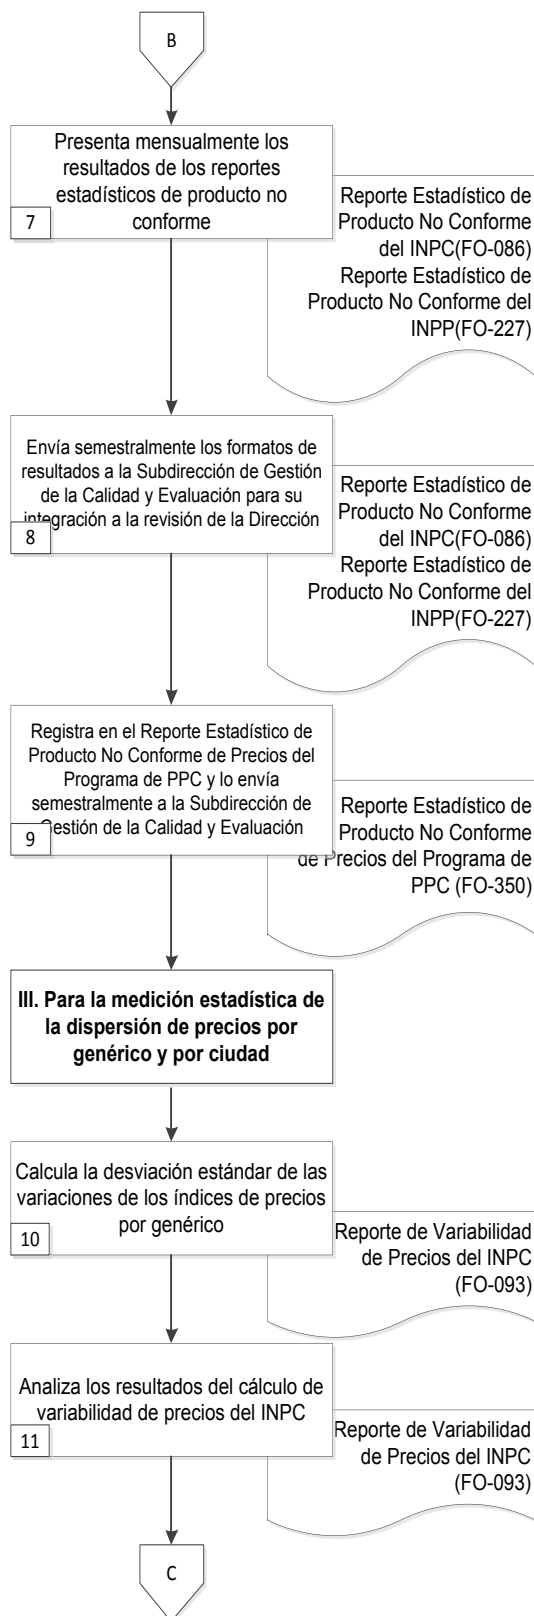 B
Presenta mensualmente los
resultados de los reportes
estadísticos de producto no
conforme
7
Reporte Estadístico de
Producto No Conforme
del INPC(FO-086)
Reporte Estadístico de
Producto No Conforme del
INPP(FO-227)
Envía semestralmente los formatos de
resultados a la Subdirección de Gestión
de la Calidad y Evaluación para su
integración a la revisión de la Dirección
8
Reporte Estadístico de
Producto No Conforme
del INPC(FO-086)
Reporte Estadístico de
Producto No Conforme del
INPP(FO-227)
Registra en el Reporte Estadístico de
Producto No Conforme de Precios del
Programa de PPC y lo envía
semestralmente a la Subdirección de
Gestión de la Calidad y Evaluación
9
Reporte Estadístico de
Producto No Conforme
de Precios del Programa de
PPC (FO-350)
III. Para la medición estadística de
la dispersión de precios por
genérico y por ciudad
Calcula la desviación estándar de las
variaciones de los índices de precios
por genérico
10
Reporte de Variabilidad
de Precios del INPC
(FO-093)
Analiza los resultados del cálculo de
variabilidad de precios del INPC
11
Reporte de Variabilidad
de Precios del INPC
(FO-093)
C